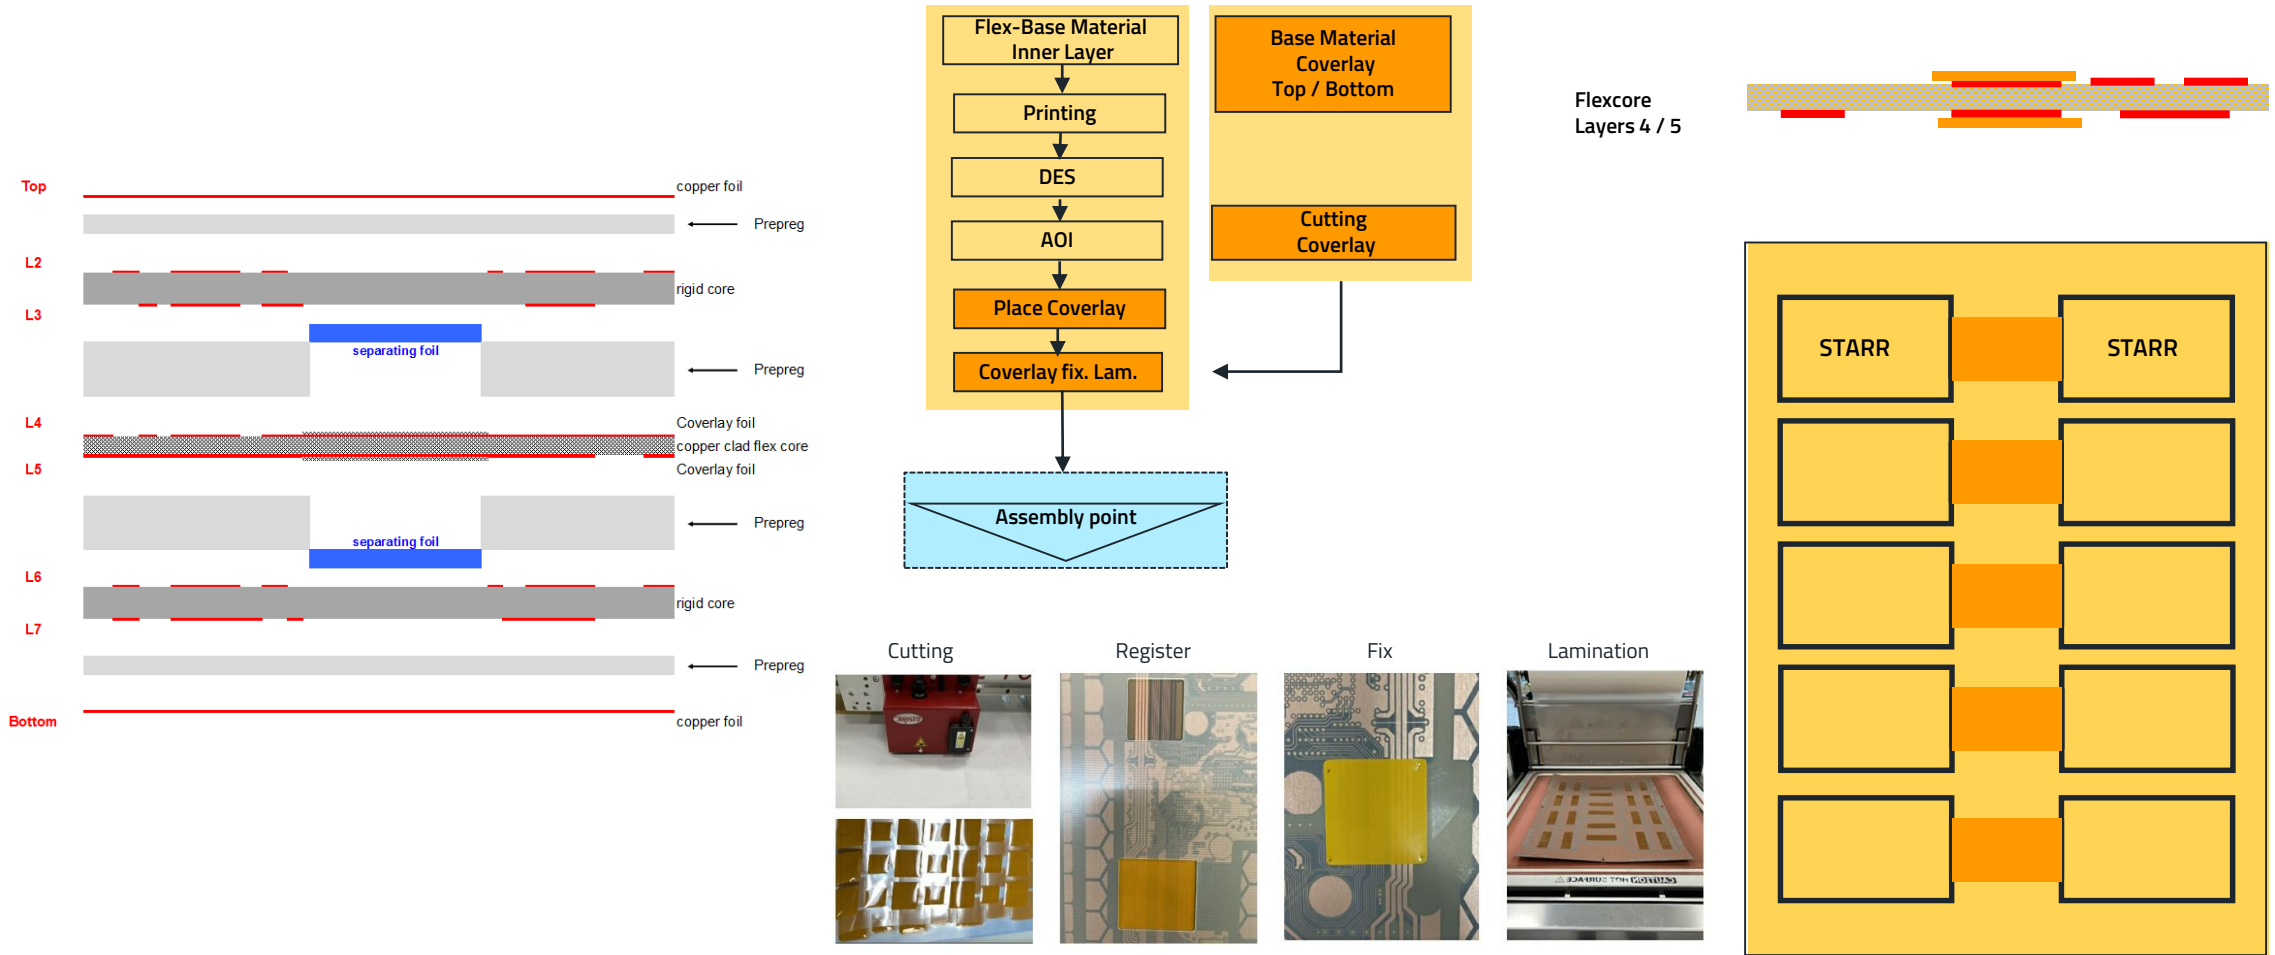 Top
copper foil
Prepreg
L2
rigid core
L3
separating foil
Prepreg
L4
Coverlay foil
copper clad flex core
L5
Coverlay foil
Prepreg
separating foil
L6
rigid core
L7
Prepreg
Bottom
copper foil
Flex-Base Material
Inner Layer
Printing
DES
AOI
Place Coverlay
Coverlay fix. Lam.
Base Material
Coverlay
Top / Bottom
Cutting
Coverlay
Assembly point
Cutting
Register
Fix
Lamination
CAUTION HOT SURFACE
Flexcore
Layers 4 / 5
STARR
STARR